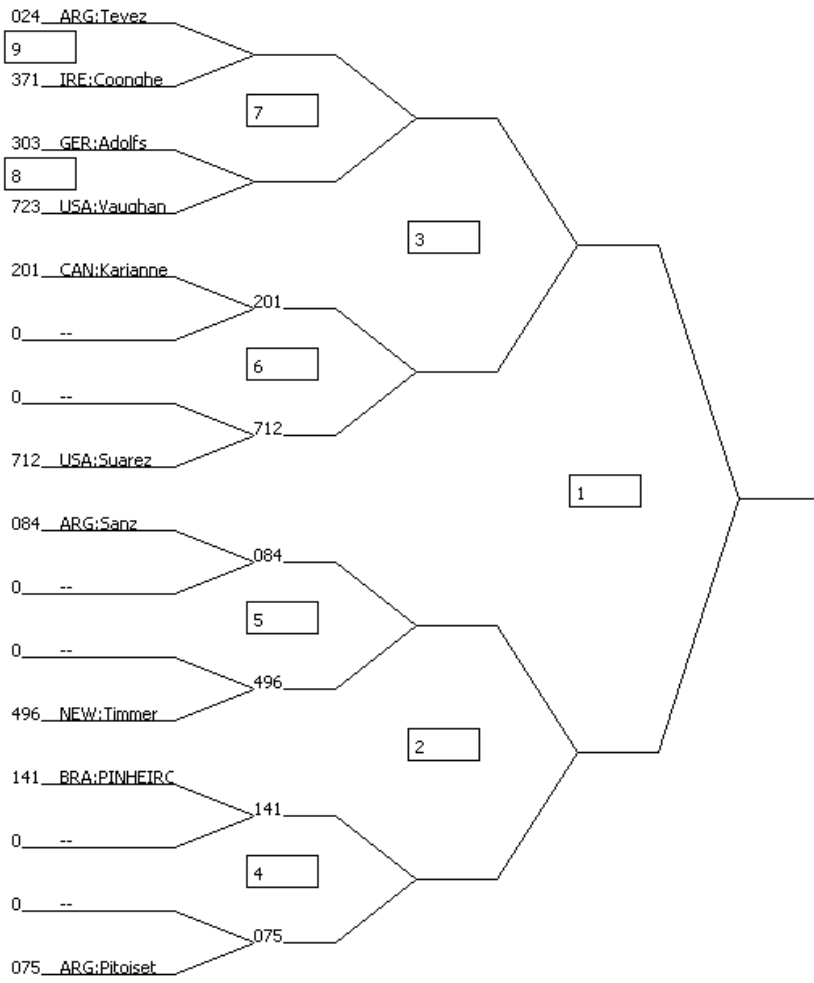 024 ARG:Tevez
9
371 IRE:Coonghe
7
303 GER:Adolfs
8
723 USA:Vaughan
3
201 CAN:Karianne
201
0 --
6
0 --
712
712 USA:Suarez
1
084 ARG:Sanz
084
0 --
5
0 --
496
496 NEW:Timmer
2
141 BRA:PINHEIRC
141
0 --
4
0 --
075
075 ARG:Pitoiset